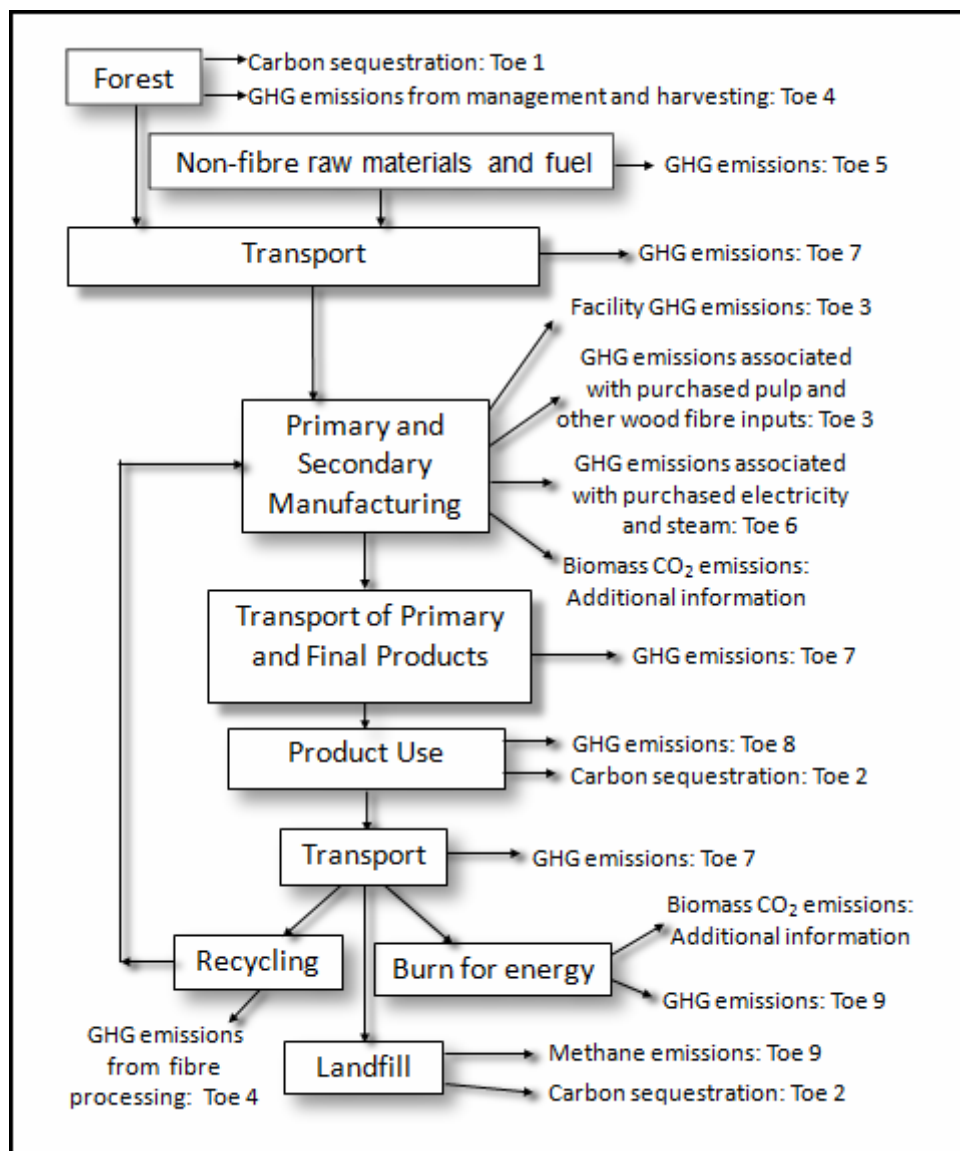 Forest
Carbon sequestration: Toe 1
GHG emissions from management and harvesting: Toe 4
Non-fibre raw materials and fuel
GHG emissions: Toe 5
Transport
GHG emissions: Toe 7
Facility GHG emissions: Toe 3
GHG emissions associated
with purchased pulp and
other wood fibre inputs: Toe 3
Primary and
Secondary
Manufacturing
GHG emissions associated
with purchased electricity
and steam: Toe 6
Biomass CO₂ emissions:
Additional information
Transport of Primary
and Final Products
GHG emissions: Toe 7
Product Use
GHG emissions: Toe 8
Carbon sequestration: Toe 2
Transport
GHG emissions: Toe 7
Recycling
GHG emissions
from fibre
processing: Toe 4
Burn for energy
Biomass CO₂ emissions:
Additional information
GHG emissions: Toe 9
Landfill
Methane emissions: Toe 9
Carbon sequestration: Toe 2